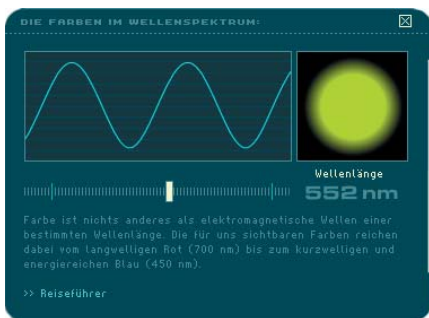 DIE FARBEN IM WELLENSPEKTRUM:
Wellenlänge
552 nm
Farbe ist nichts anderes als elektromagnetische Wellen einer
bestimmten Wellenlänge. Die für uns sichtbaren Farben reichen
dabei vom langwelligen Rot (700 nm) bis zum kurzwelligen und
energiereichen Blau (450 nm).
>> Reiseführer